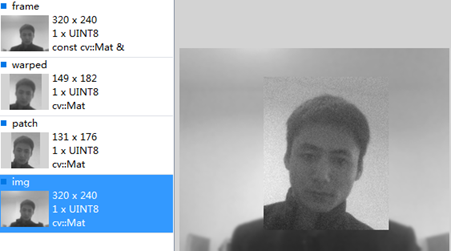 frame
320 x 240
1 x UINT8
const cv::Mat &
warped
149 x 182
1 x UINT8
cv::Mat
patch
131 x 176
1 x UINT8
cv::Mat
img
320 x 240
1 x UINT8
cv::Mat